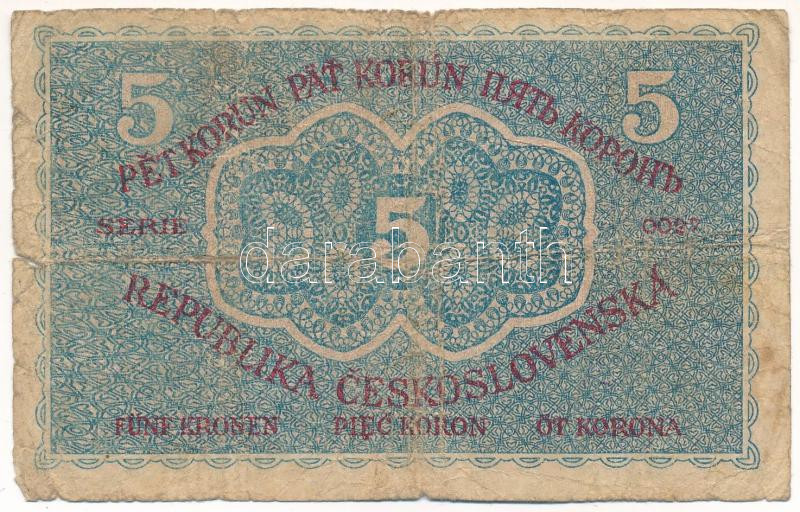 5 5
PĚT KORUN PÄŤ KORÚN ПЯТЬ КОРОНЪ
5
SERIE 0027
darabanth
REPUBLIKA ČESKOSLOVENSKÁ
FÜNF KRONEN PIĘĆ KORON ÖT KORONA